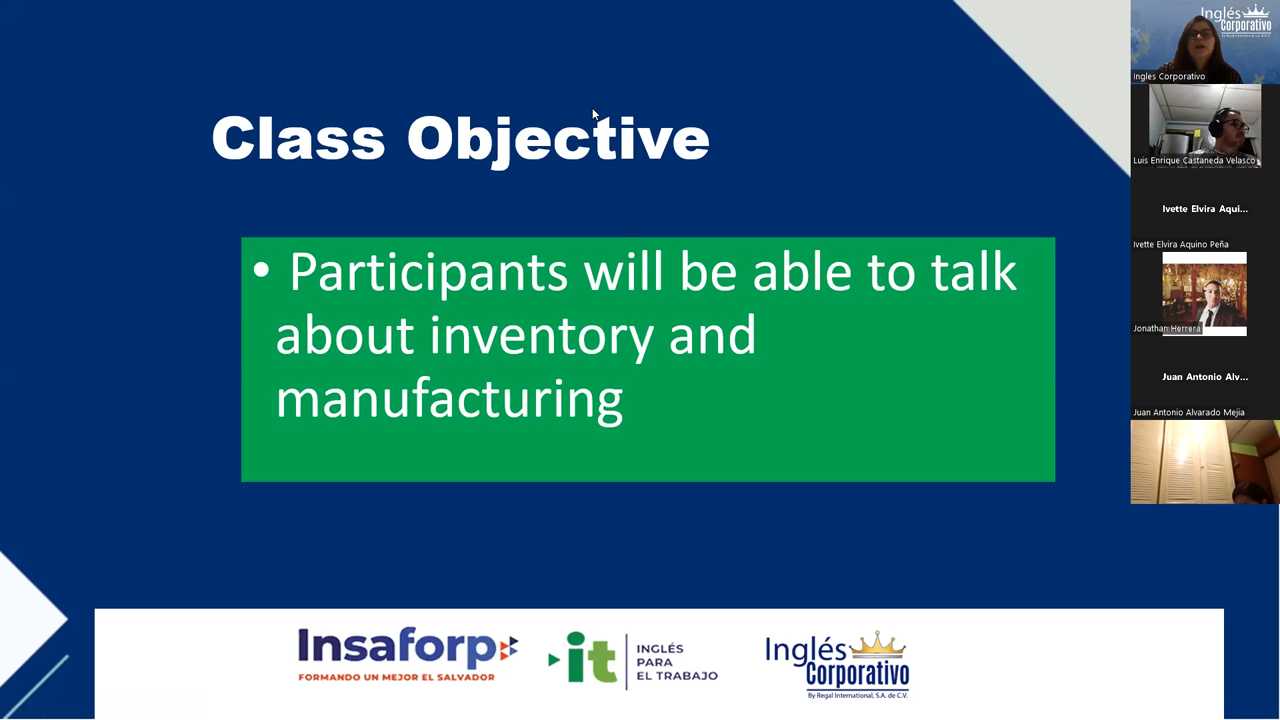 Class Objective
• Participants will be able to talk
about inventory and
manufacturing
Insaforp
FORMANDO UN MEJOR EL SALVADOR
it
INGLÉS
PARA
EL TRABAJO
Inglés
Corporativo
By Regal International, S.A. de C.V.
Inglés
Corporativo
Ingles Corporativo
Luis Enrique Castaneda Velasco
Ivette Elvira Aqui...
Ivette Elvira Aquino Peña
Jonathan Herrera
Juan Antonio Alv...
Juan Antonio Alvarado Mejia